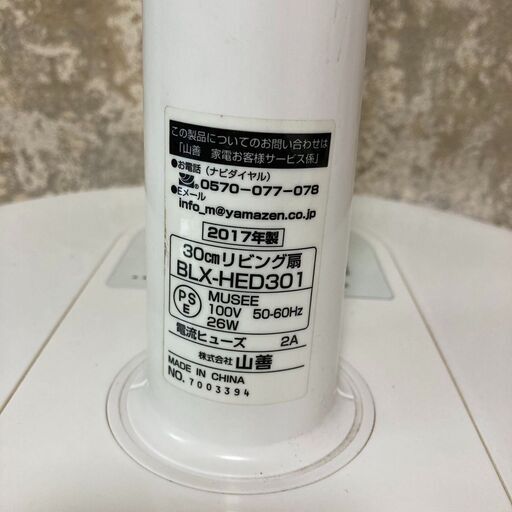 この製品についてのお問い合わせは
「山善 家電お客様サービス係」
●お電話（ナビダイヤル）
0570-077-078
●Eメール
info_m@yamazen.co.jp
2017年製
30cmリビング扇
BLX-HED301
PS
E
MUSEE
100V 50-60Hz
26W
電流ヒューズ 2A
株式会社 山善
MADE IN CHINA
NO. 7003394